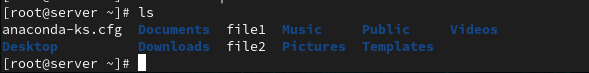 [root@server ~]# ls
anaconda-ks.cfg  Documents  file1  Music     Public     Videos
Desktop          Downloads  file2  Pictures  Templates
[root@server ~]#